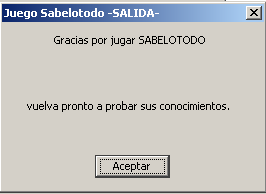 Juego Sabelotodo -SALIDA-
Gracias por jugar SABELOTODO
vuelva pronto a probar sus conocimientos.
Aceptar